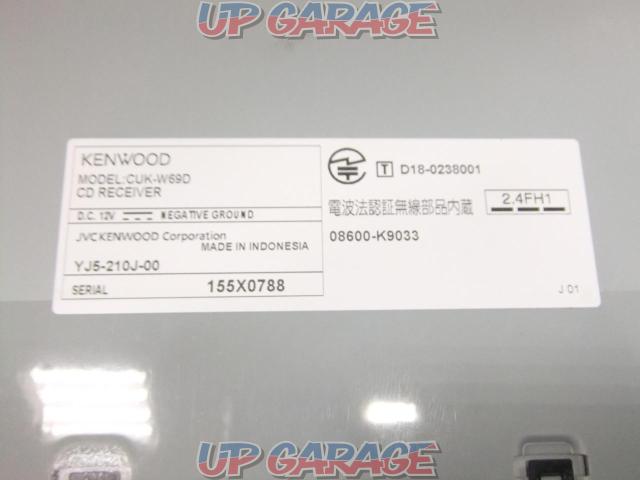 UP GARAGE
KENWOOD
MODEL:CUK-W69D
CD RECEIVER
D.C. 12V NEGATIVE GROUND
JVCKENWOOD Corporation
MADE IN INDONESIA
YJ5-210J-00
SERIAL 155X0788
T D18-0238001
電波法認証無線部品内蔵 2.4FH1
08600-K9033
J 01
UP GARAGE